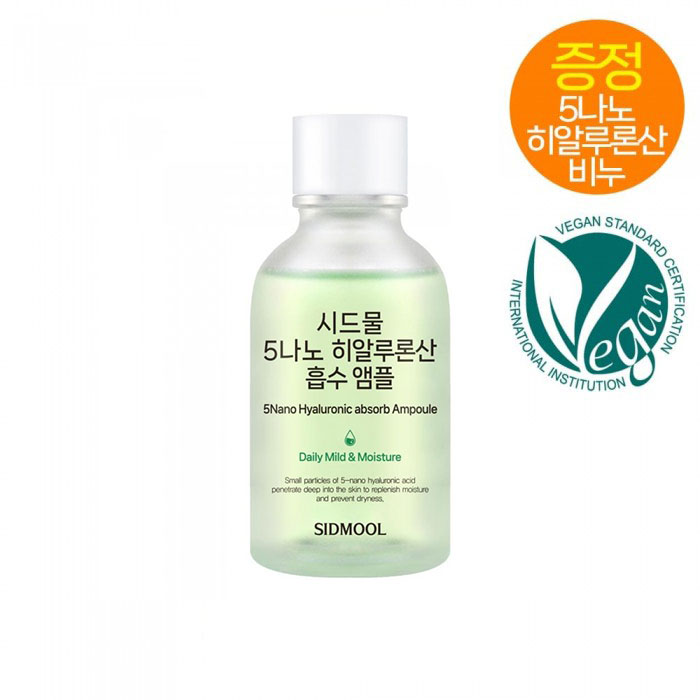 증정
5나노
히알루론산
비누
VEGAN STANDARD CERTIFICATION
INTERNATIONAL INSTITUTION
Vegan
시드물
5나노 히알루론산
흡수 앰플
5Nano Hyaluronic absorb Ampoule
Daily Mild & Moisture
Small particles of 5-nano hyaluronic acid
penetrate deep into the skin to replenish moisture
and prevent dryness.
SIDMOOL